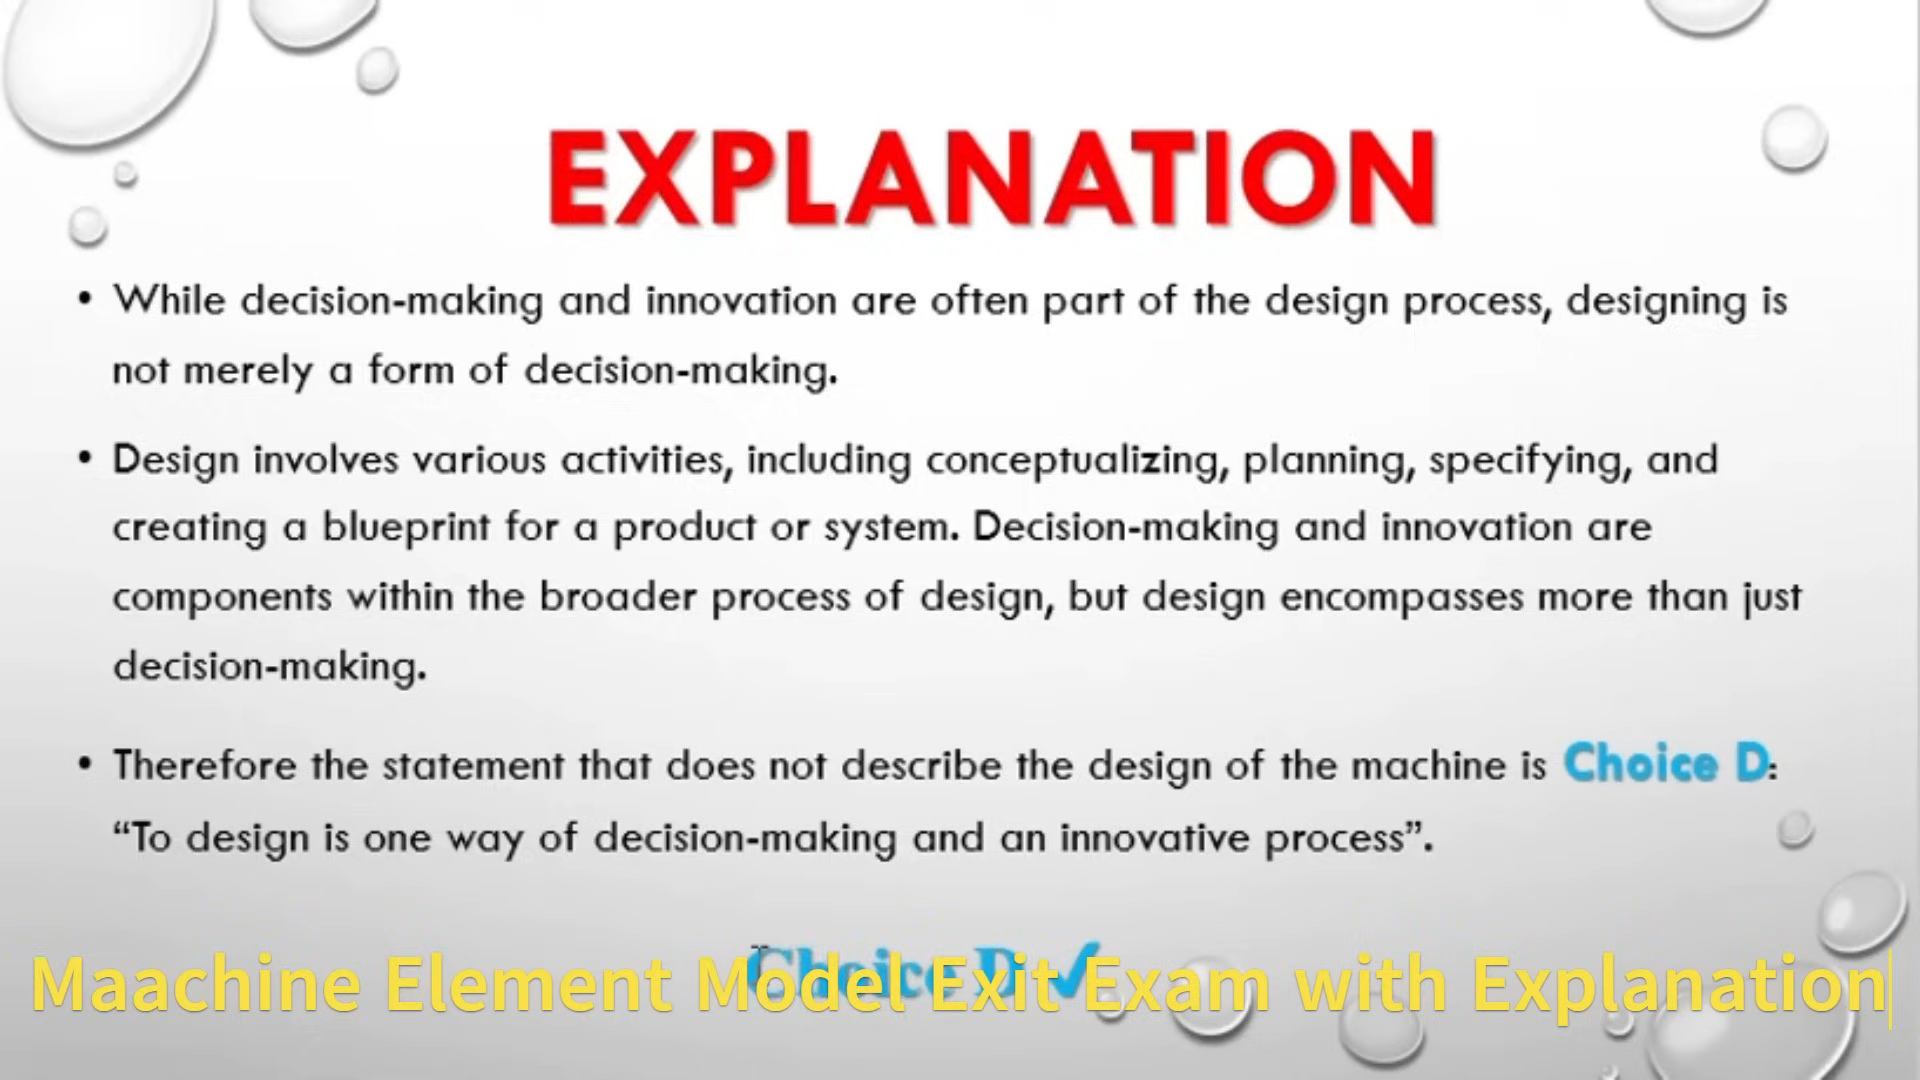 EXPLANATION
• While decision-making and innovation are often part of the design process, designing is
not merely a form of decision-making.
• Design involves various activities, including conceptualizing, planning, specifying, and
creating a blueprint for a product or system. Decision-making and innovation are
components within the broader process of design, but design encompasses more than just
decision-making.
• Therefore the statement that does not describe the design of the machine is Choice D:
“To design is one way of decision-making and an innovative process”.
Choice D ✓
Maachine Element Model Exit Exam with Explanation